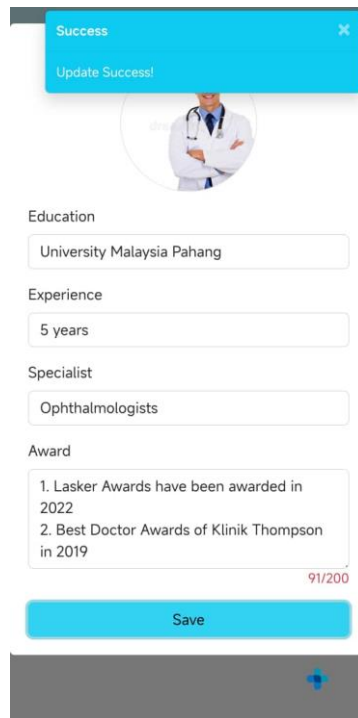 Success ×
Update Success!
Education
University Malaysia Pahang
Experience
5 years
Specialist
Ophthalmologists
Award
1. Lasker Awards have been awarded in
2022
2. Best Doctor Awards of Klinik Thompson
in 2019
91/200
Save